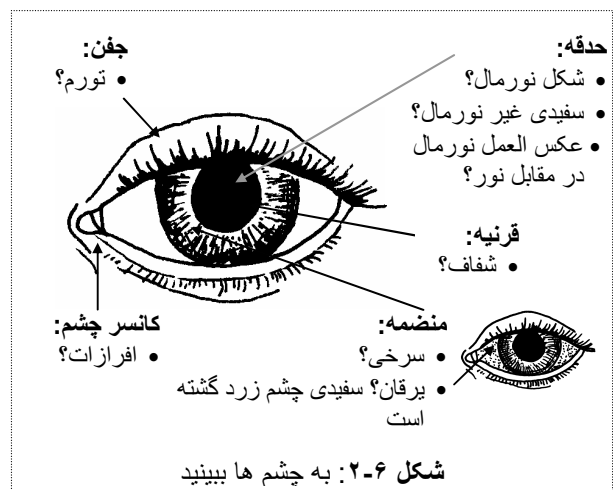 حدقه:
• شکل نورمال؟
• سفیدی غیر نورمال؟
• عکس العمل نورمال
در مقابل نور؟
جفن:
• تورم؟
قرنیه:
• شفاف؟
منضمه:
• سرخی؟
• یرقان؟ سفیدی چشم زرد گشته
است
کانسر چشم:
• افرازات؟
شکل ۶-۲: به چشم ها ببینید